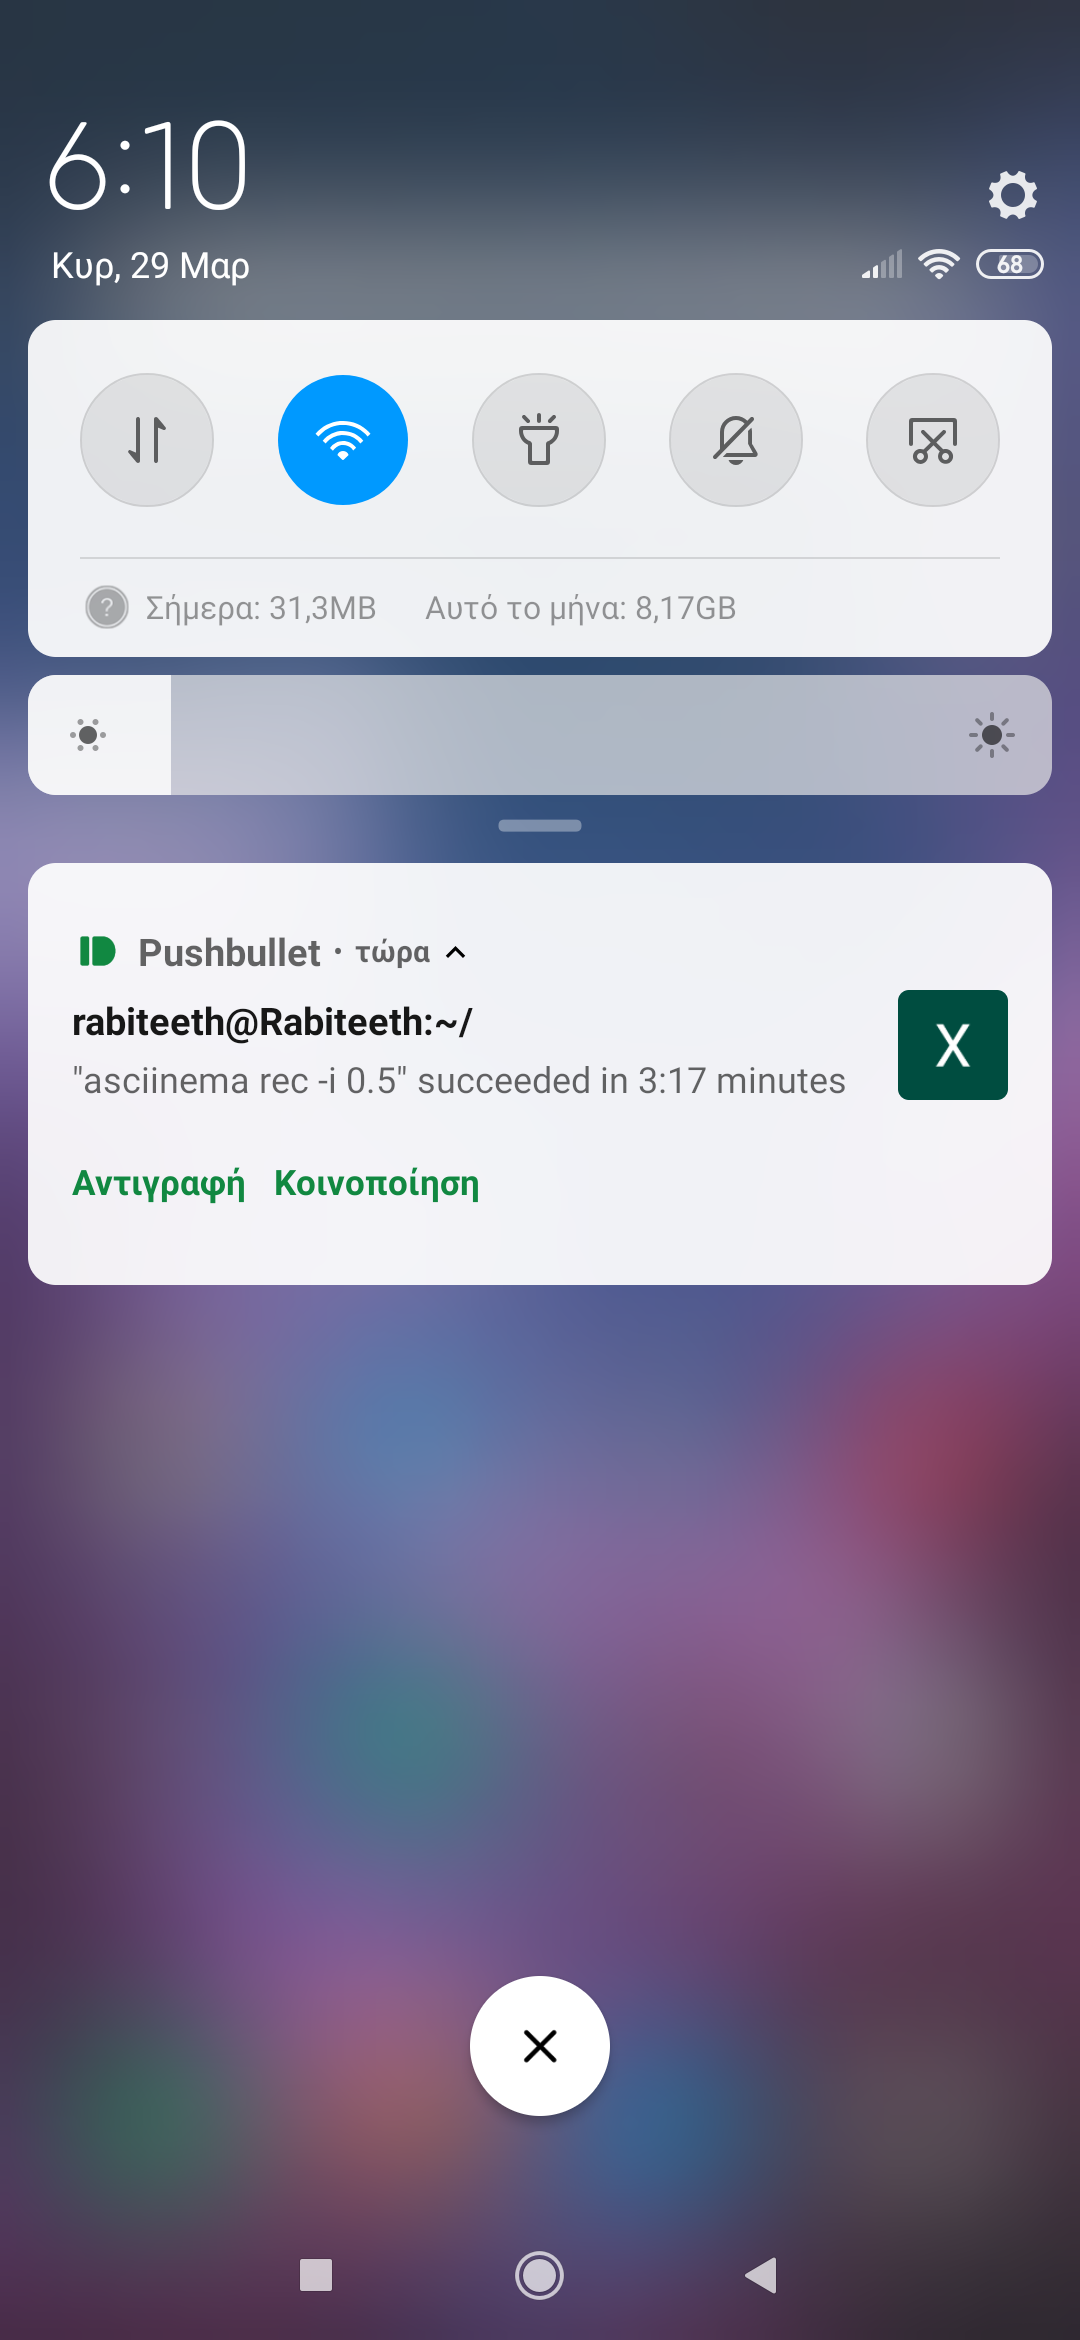 6:10
Κυρ, 29 Μαρ
68
? Σήμερα: 31,3MB Αυτό το μήνα: 8,17GB
Pushbullet · τώρα
rabiteeth@Rabiteeth:~/
"asciinema rec -i 0.5" succeeded in 3:17 minutes
X
Αντιγραφή Κοινοποίηση